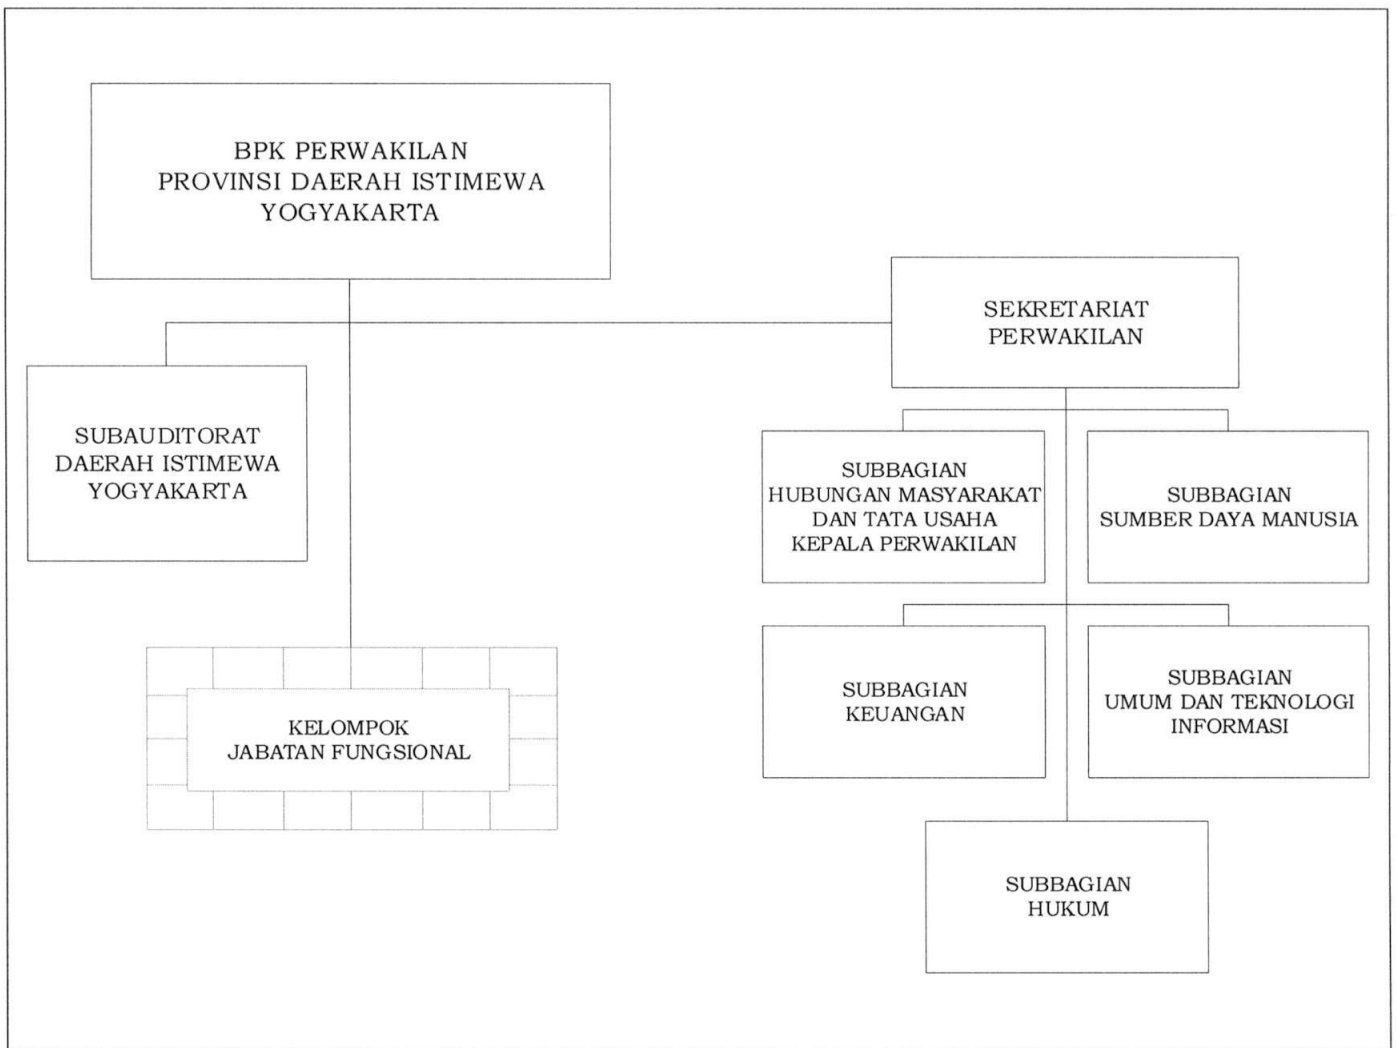 BPK PERWAKILAN
PROVINSI DAERAH ISTIMEWA
YOGYAKARTA
SEKRETARIAT
PERWAKILAN
SUBAUDITORAT
DAERAH ISTIMEWA
YOGYAKARTA
SUBBAGIAN
HUBUNGAN MASYARAKAT
DAN TATA USAHA
KEPALA PERWAKILAN
SUBBAGIAN
SUMBER DAYA MANUSIA
KELOMPOK
JABATAN FUNGSIONAL
SUBBAGIAN
KEUANGAN
SUBBAGIAN
UMUM DAN TEKNOLOGI
INFORMASI
SUBBAGIAN
HUKUM